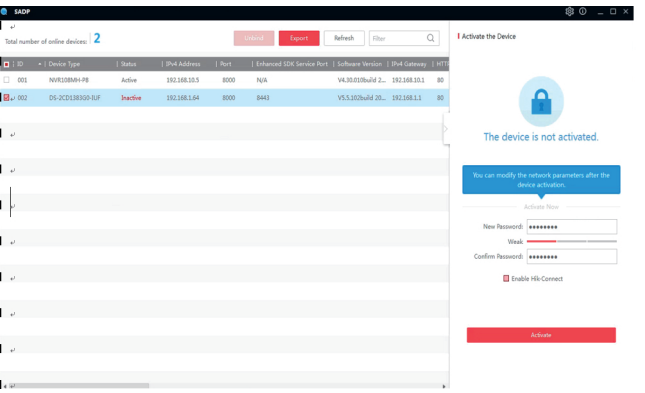 SADP
Total number of online devices: 2
Unbind
Export
Refresh
Filter
ID | Device Type | Status | IPv4 Address | Port | Enhanced SDK Service Port | Software Version | IPv4 Gateway | HTTP
001 NVR108MH-P8 Active 192.168.10.5 8000 N/A V4.30.010build 2... 192.168.10.1 80
002 DS-2CD1383G0-IUF Inactive 192.168.1.64 8000 8443 V5.5.102build 20... 192.168.1.1 80
Activate the Device
The device is not activated.
You can modify the network parameters after the
device activation.
Activate Now
New Password: ●●●●●●●●
Weak
Confirm Password: ●●●●●●●●
Enable Hik-Connect
Activate